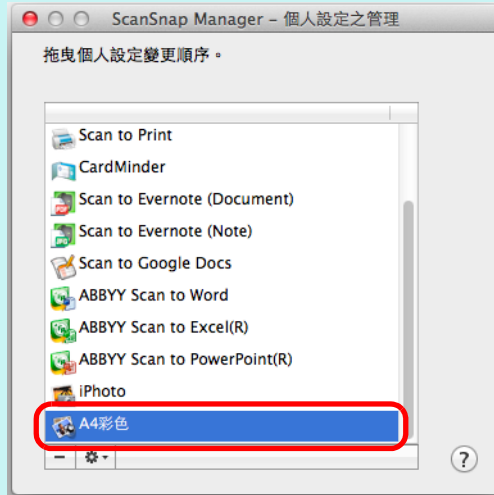 ScanSnap Manager – 個人設定之管理
拖曳個人設定變更順序。
Scan to Print
CardMinder
Scan to Evernote (Document)
Scan to Evernote (Note)
Scan to Google Docs
ABBYY Scan to Word
ABBYY Scan to Excel(R)
ABBYY Scan to PowerPoint(R)
iPhoto
A4彩色
?